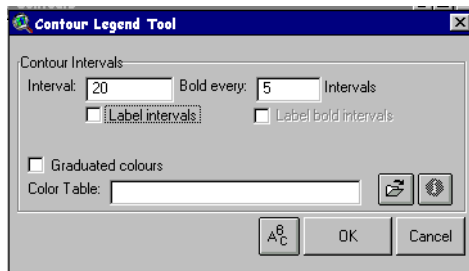 Contour Legend Tool
Contour Intervals
Interval: 20 Bold every: 5 Intervals
Label intervals Label bold intervals
Graduated colours
Color Table:
ABC OK Cancel